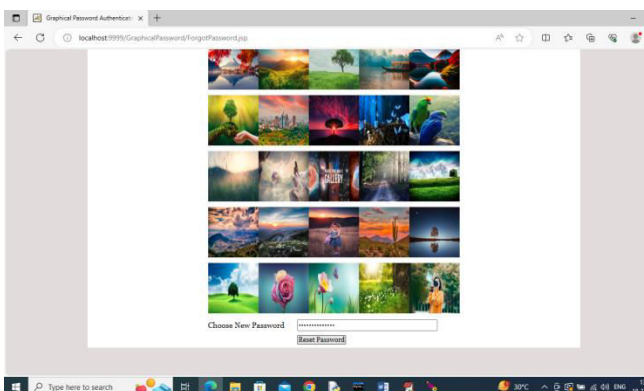 Graphical Password Authenticati
localhost:9999/GraphicalPassword/ForgotPassword.jsp
GALLERY
Choose New Password
Reset Password
Type here to search
30°C
ENG